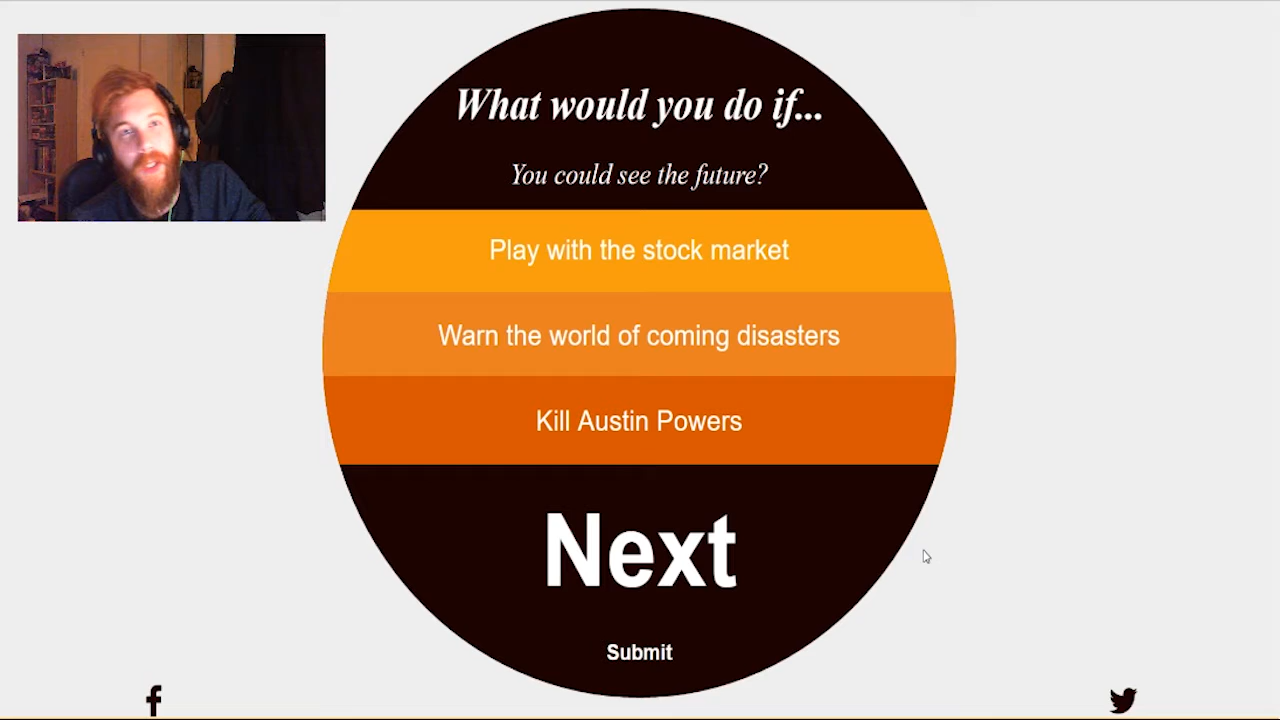 What would you do if...
You could see the future?
Play with the stock market
Warn the world of coming disasters
Kill Austin Powers
Next
Submit